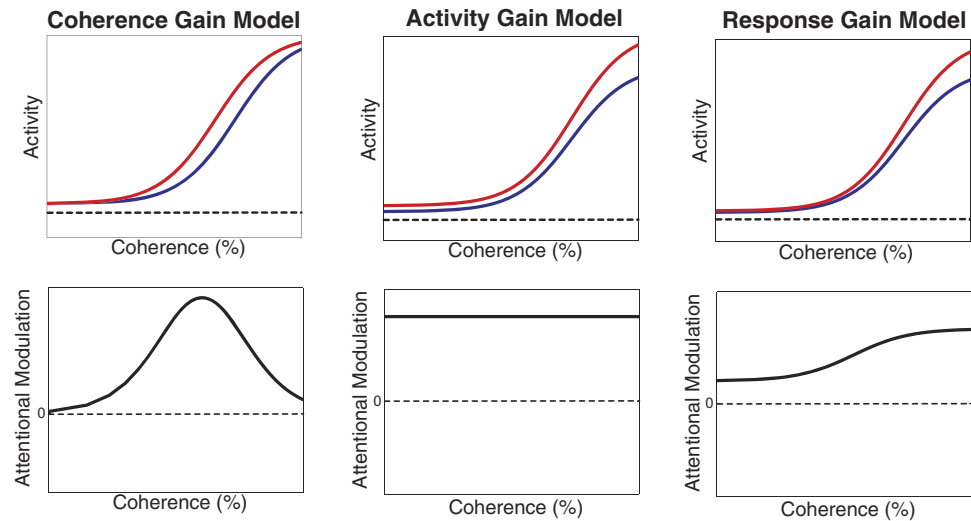 Coherence Gain Model
Activity Gain Model
Response Gain Model
Activity
Coherence (%)
Activity
Coherence (%)
Activity
Coherence (%)
Attentional Modulation
0
Coherence (%)
Attentional Modulation
0
Coherence (%)
Attentional Modulation
0
Coherence (%)